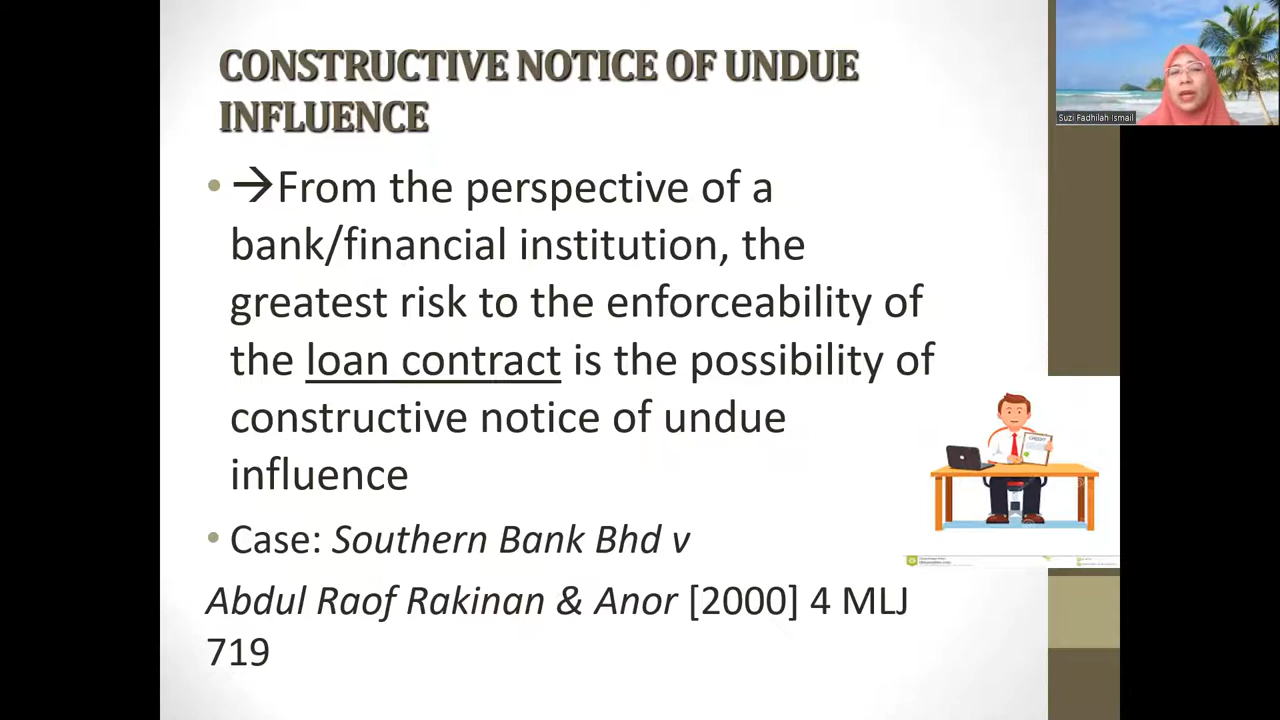 CONSTRUCTIVE NOTICE OF UNDUE
INFLUENCE
• →From the perspective of a
bank/financial institution, the
greatest risk to the enforceability of
the loan contract is the possibility of
constructive notice of undue
influence
• Case: Southern Bank Bhd v
Abdul Raof Rakinan & Anor [2000] 4 MLJ
719
Suzi Fadhilah Ismail
CREDIT